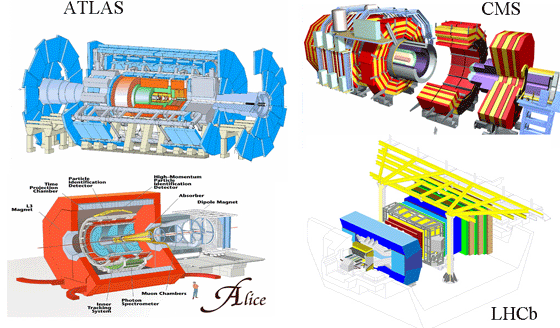 ATLAS
CMS
Particle
Identification
Detector
High-Momentum
Particle
Identification
Detector
Time
Projection
Chamber
Absorber
Dipole Magnet
L3
Magnet
Inner
Tracking
System
Photon
Spectrometer
Muon Chambers
Alice
LHCb